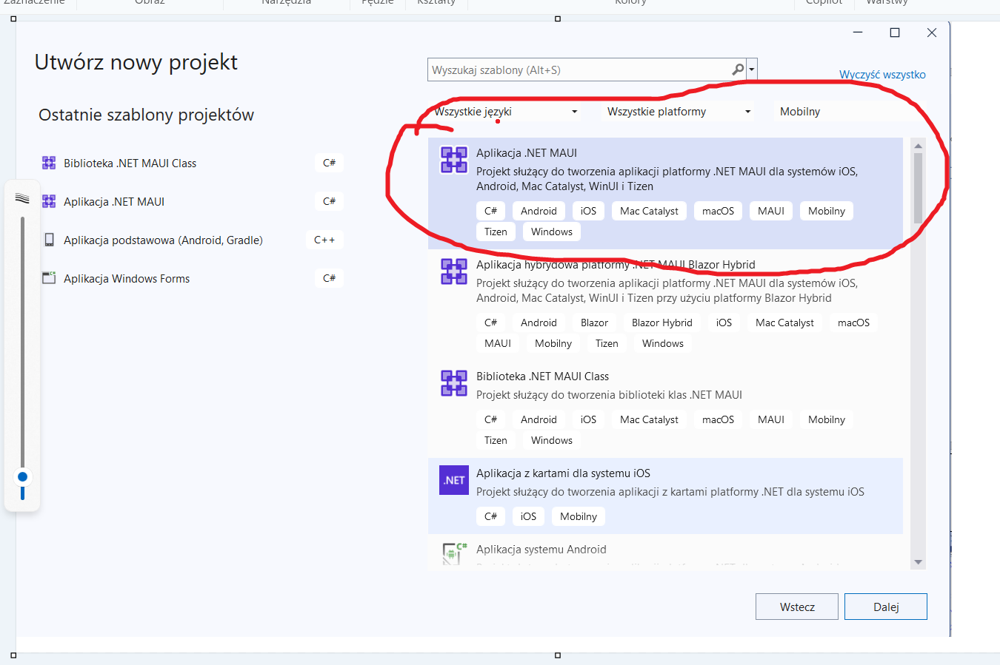 Zaznaczenie Obraz Narzędzia Pędzle Kształty Kolory Copilot Warstwy
Utwórz nowy projekt
Wyszukaj szablony (Alt+S)
Wyczyść wszystko
Ostatnie szablony projektów
Wszystkie języki Wszystkie platformy Mobilny
Biblioteka .NET MAUI Class C#
Aplikacja .NET MAUI C#
Aplikacja podstawowa (Android, Gradle) C++
Aplikacja Windows Forms C#
Aplikacja .NET MAUI
Projekt służący do tworzenia aplikacji platformy .NET MAUI dla systemów iOS,
Android, Mac Catalyst, WinUI i Tizen
C# Android iOS Mac Catalyst macOS MAUI Mobilny
Tizen Windows
Aplikacja hybrydowa platformy .NET MAUI Blazor Hybrid
Projekt służący do tworzenia aplikacji platformy .NET MAUI dla systemów iOS,
Android, Mac Catalyst, WinUI i Tizen przy użyciu platformy Blazor Hybrid
C# Android Blazor Blazor Hybrid iOS Mac Catalyst macOS
MAUI Mobilny Tizen Windows
Biblioteka .NET MAUI Class
Projekt służący do tworzenia biblioteki klas .NET MAUI
C# Android iOS Mac Catalyst macOS MAUI Mobilny
Tizen Windows
.NET
Aplikacja z kartami dla systemu iOS
Projekt służący do tworzenia aplikacji z kartami platformy .NET dla systemu iOS
C# iOS Mobilny
Aplikacja systemu Android
Wstecz Dalej